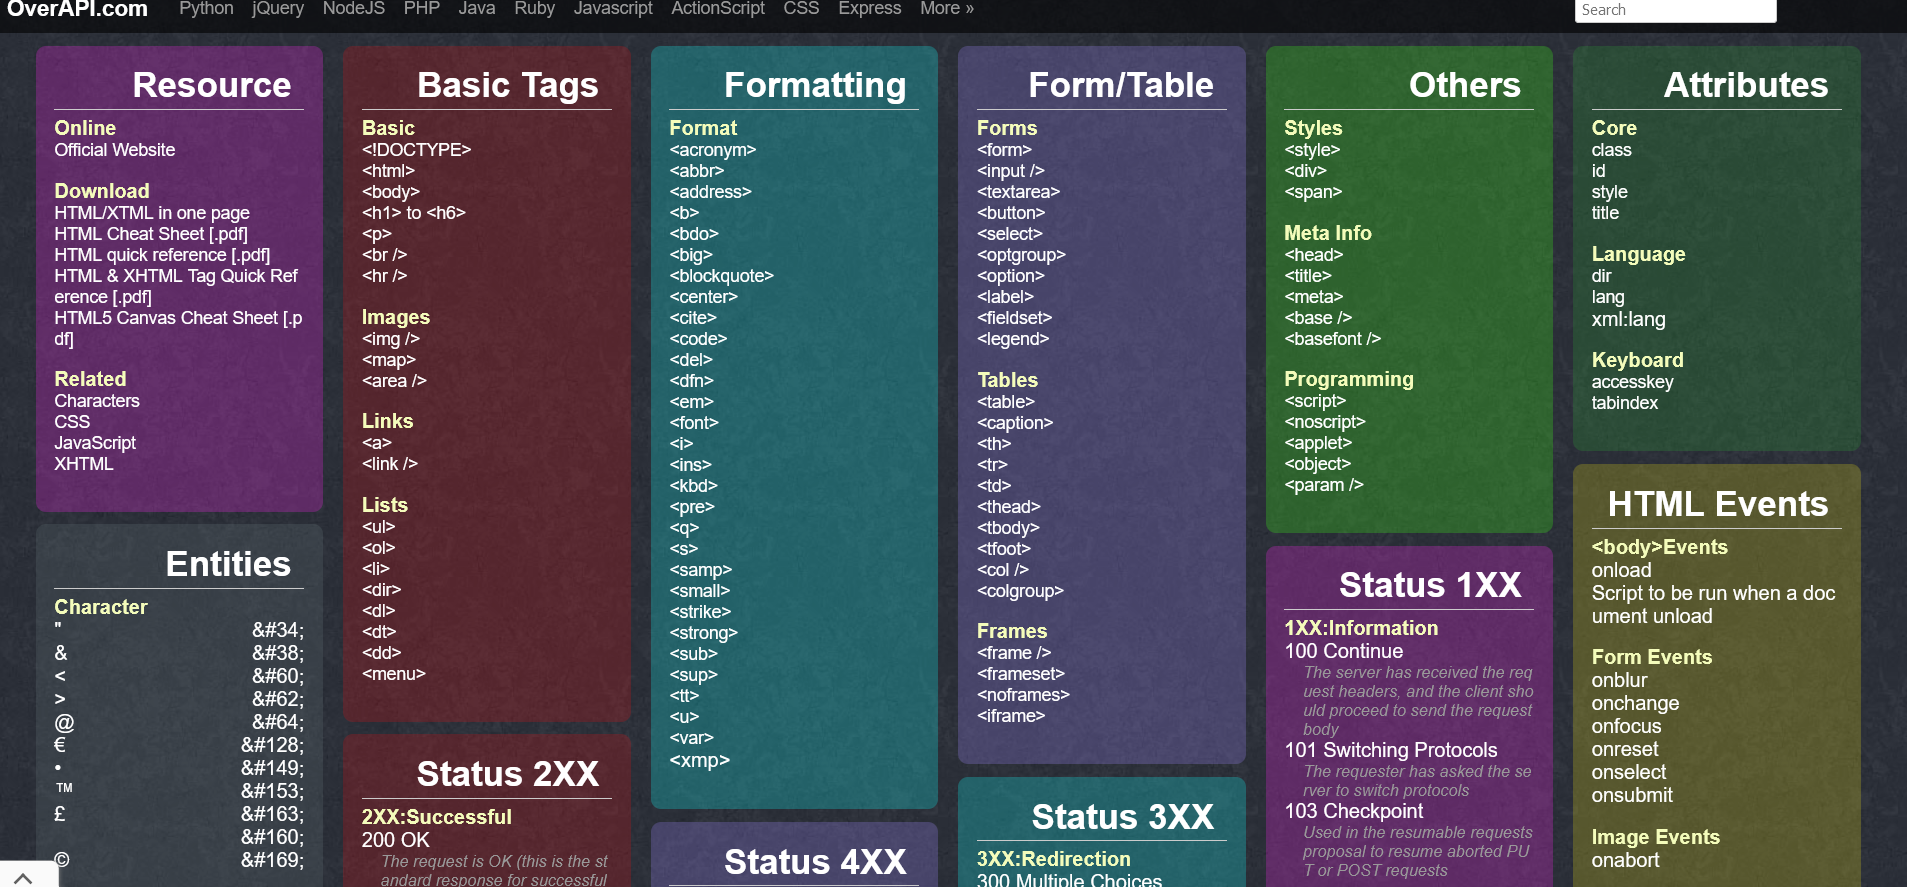 OverAPI.com Python jQuery NodeJS PHP Java Ruby Javascript ActionScript CSS Express More »
Search
Resource
Online
Official Website
Download
HTML/XTML in one page
HTML Cheat Sheet [.pdf]
HTML quick reference [.pdf]
HTML & XHTML Tag Quick Ref
erence [.pdf]
HTML5 Canvas Cheat Sheet [.p
df]
Related
Characters
CSS
JavaScript
XHTML
Entities
Character
" &#34;
& &#38;
< &#60;
> &#62;
@ &#64;
€ &#128;
• &#149;
™ &#153;
£ &#163;
&#160;
© &#169;
Basic Tags
Basic
<!DOCTYPE>
<html>
<body>
<h1> to <h6>
<p>
<br />
<hr />
Images
<img />
<map>
<area />
Links
<a>
<link />
Lists
<ul>
<ol>
<li>
<dir>
<dl>
<dt>
<dd>
<menu>
Status 2XX
2XX:Successful
200 OK
The request is OK (this is the st
andard response for successful
Formatting
Format
<acronym>
<abbr>
<address>
<b>
<bdo>
<big>
<blockquote>
<center>
<cite>
<code>
<del>
<dfn>
<em>
<font>
<i>
<ins>
<kbd>
<pre>
<q>
<s>
<samp>
<small>
<strike>
<strong>
<sub>
<sup>
<tt>
<u>
<var>
<xmp>
Status 4XX
Form/Table
Forms
<form>
<input />
<textarea>
<button>
<select>
<optgroup>
<option>
<label>
<fieldset>
<legend>
Tables
<table>
<caption>
<th>
<tr>
<td>
<thead>
<tbody>
<tfoot>
<col />
<colgroup>
Frames
<frame />
<frameset>
<noframes>
<iframe>
Status 3XX
3XX:Redirection
300 Multiple Choices
Others
Styles
<style>
<div>
<span>
Meta Info
<head>
<title>
<meta>
<base />
<basefont />
Programming
<script>
<noscript>
<applet>
<object>
<param />
Status 1XX
1XX:Information
100 Continue
The server has received the req
uest headers, and the client sho
uld proceed to send the request
body
101 Switching Protocols
The requester has asked the se
rver to switch protocols
103 Checkpoint
Used in the resumable requests
proposal to resume aborted PU
T or POST requests
Attributes
Core
class
id
style
title
Language
dir
lang
xml:lang
Keyboard
accesskey
tabindex
HTML Events
<body>Events
onload
Script to be run when a doc
ument unload
Form Events
onblur
onchange
onfocus
onreset
onselect
onsubmit
Image Events
onabort